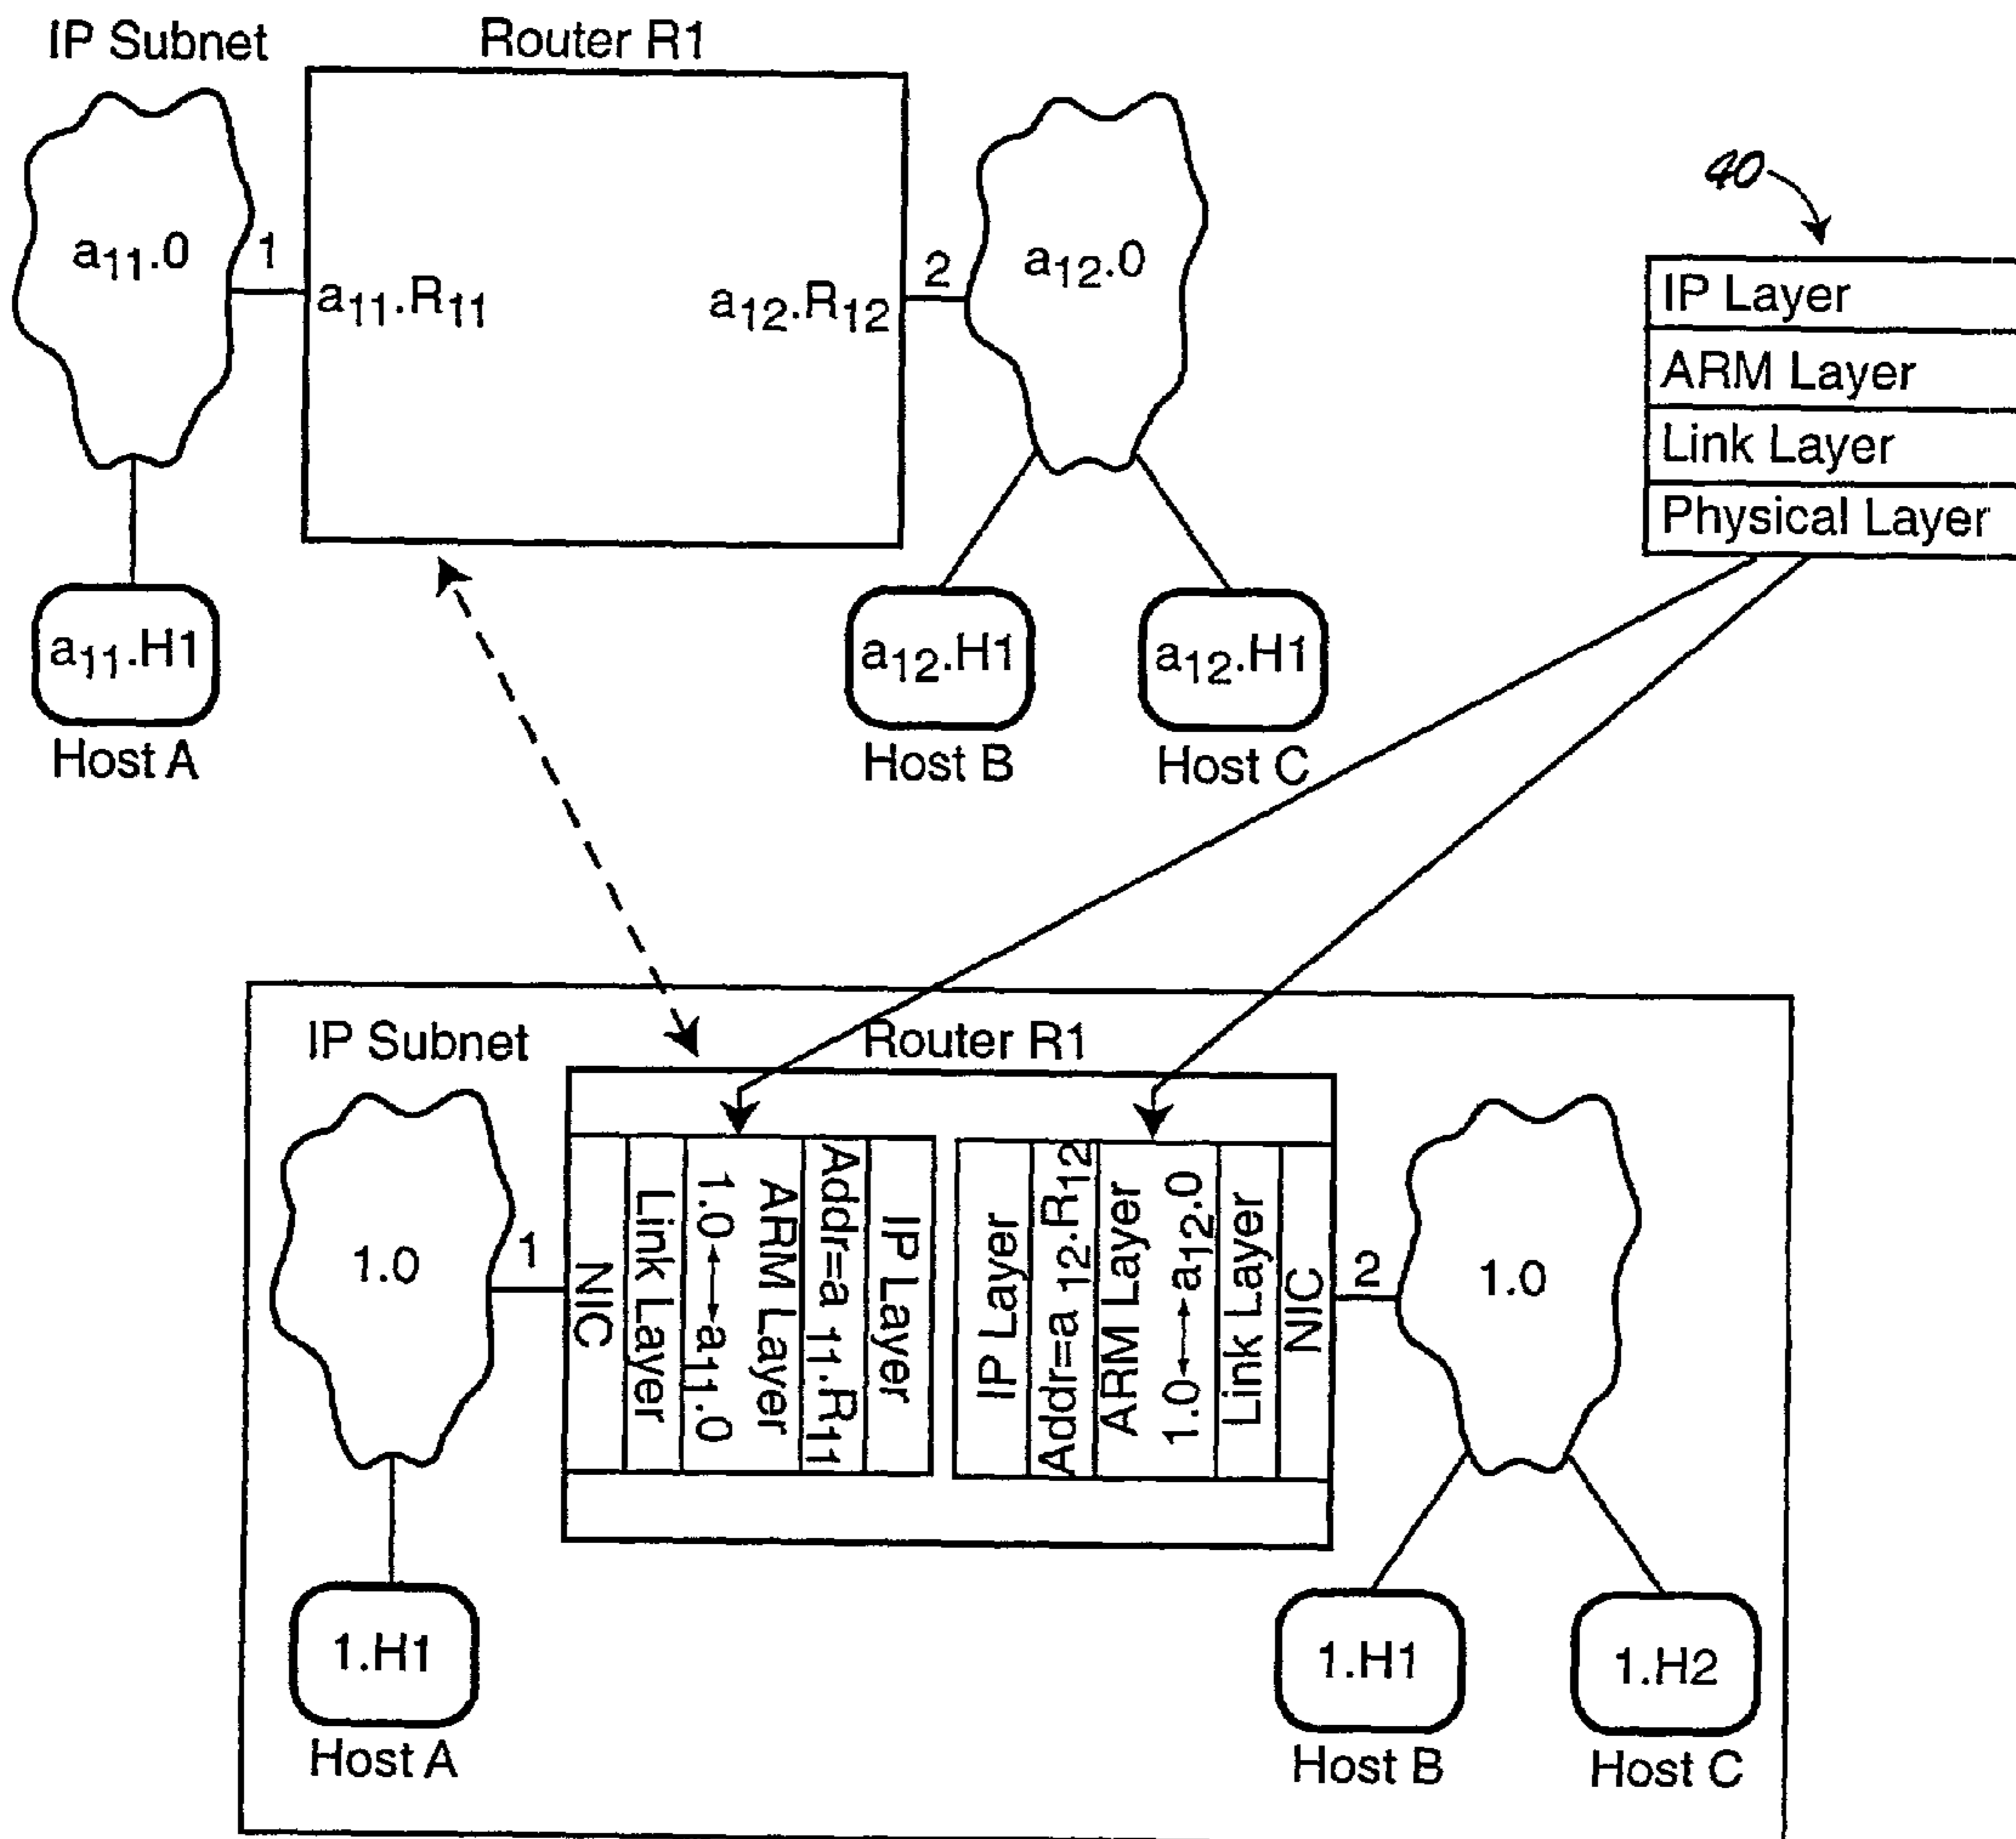 IP Subnet
Router R1
a11.0
1
a11.R11
a12.R12
2
a12.0
40
IP Layer
ARM Layer
Link Layer
Physical Layer
a11.H1
a12.H1
a12.H1
Host A
Host B
Host C
IP Subnet
Router R1
1.0
1
NIC
Link Layer
1.0↔a11.0
ARM Layer
Addr=a11.R11
IP Layer
IP Layer
Addr=a12.R12
ARM Layer
1.0↔a12.0
Link Layer
NIC
2
1.0
1.H1
1.H1
1.H2
Host A
Host B
Host C